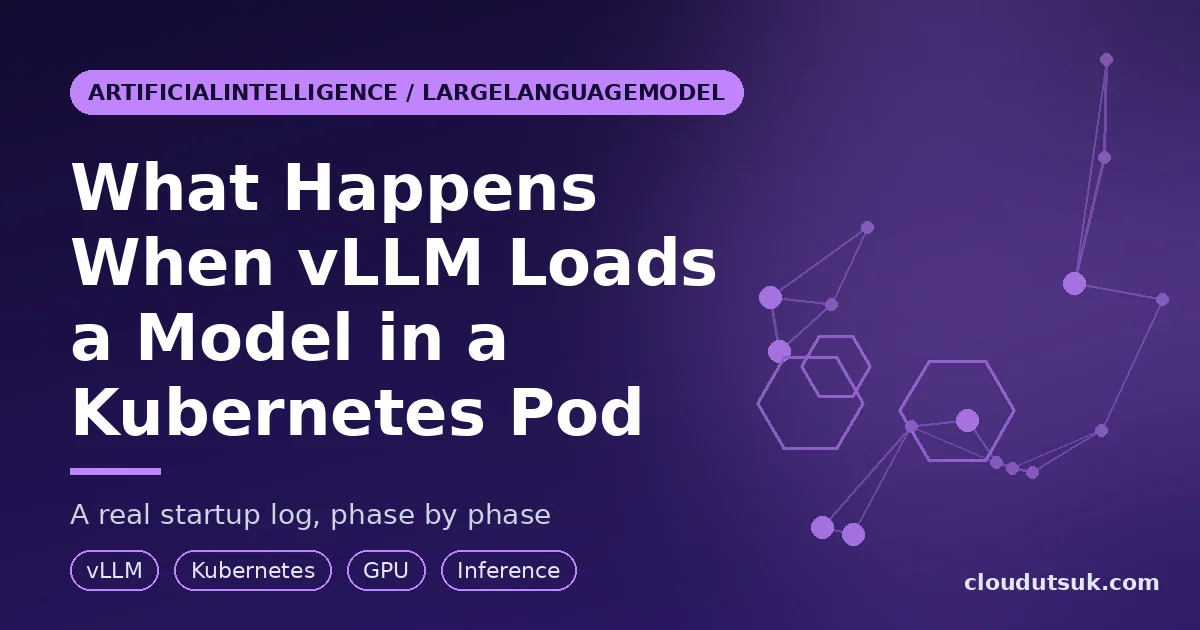 ARTIFICIALINTELLIGENCE / LARGELANGUAGEMODEL
What Happens
When vLLM Loads
a Model in a
Kubernetes Pod
A real startup log, phase by phase
vLLM Kubernetes GPU Inference
cloudutsuk.com